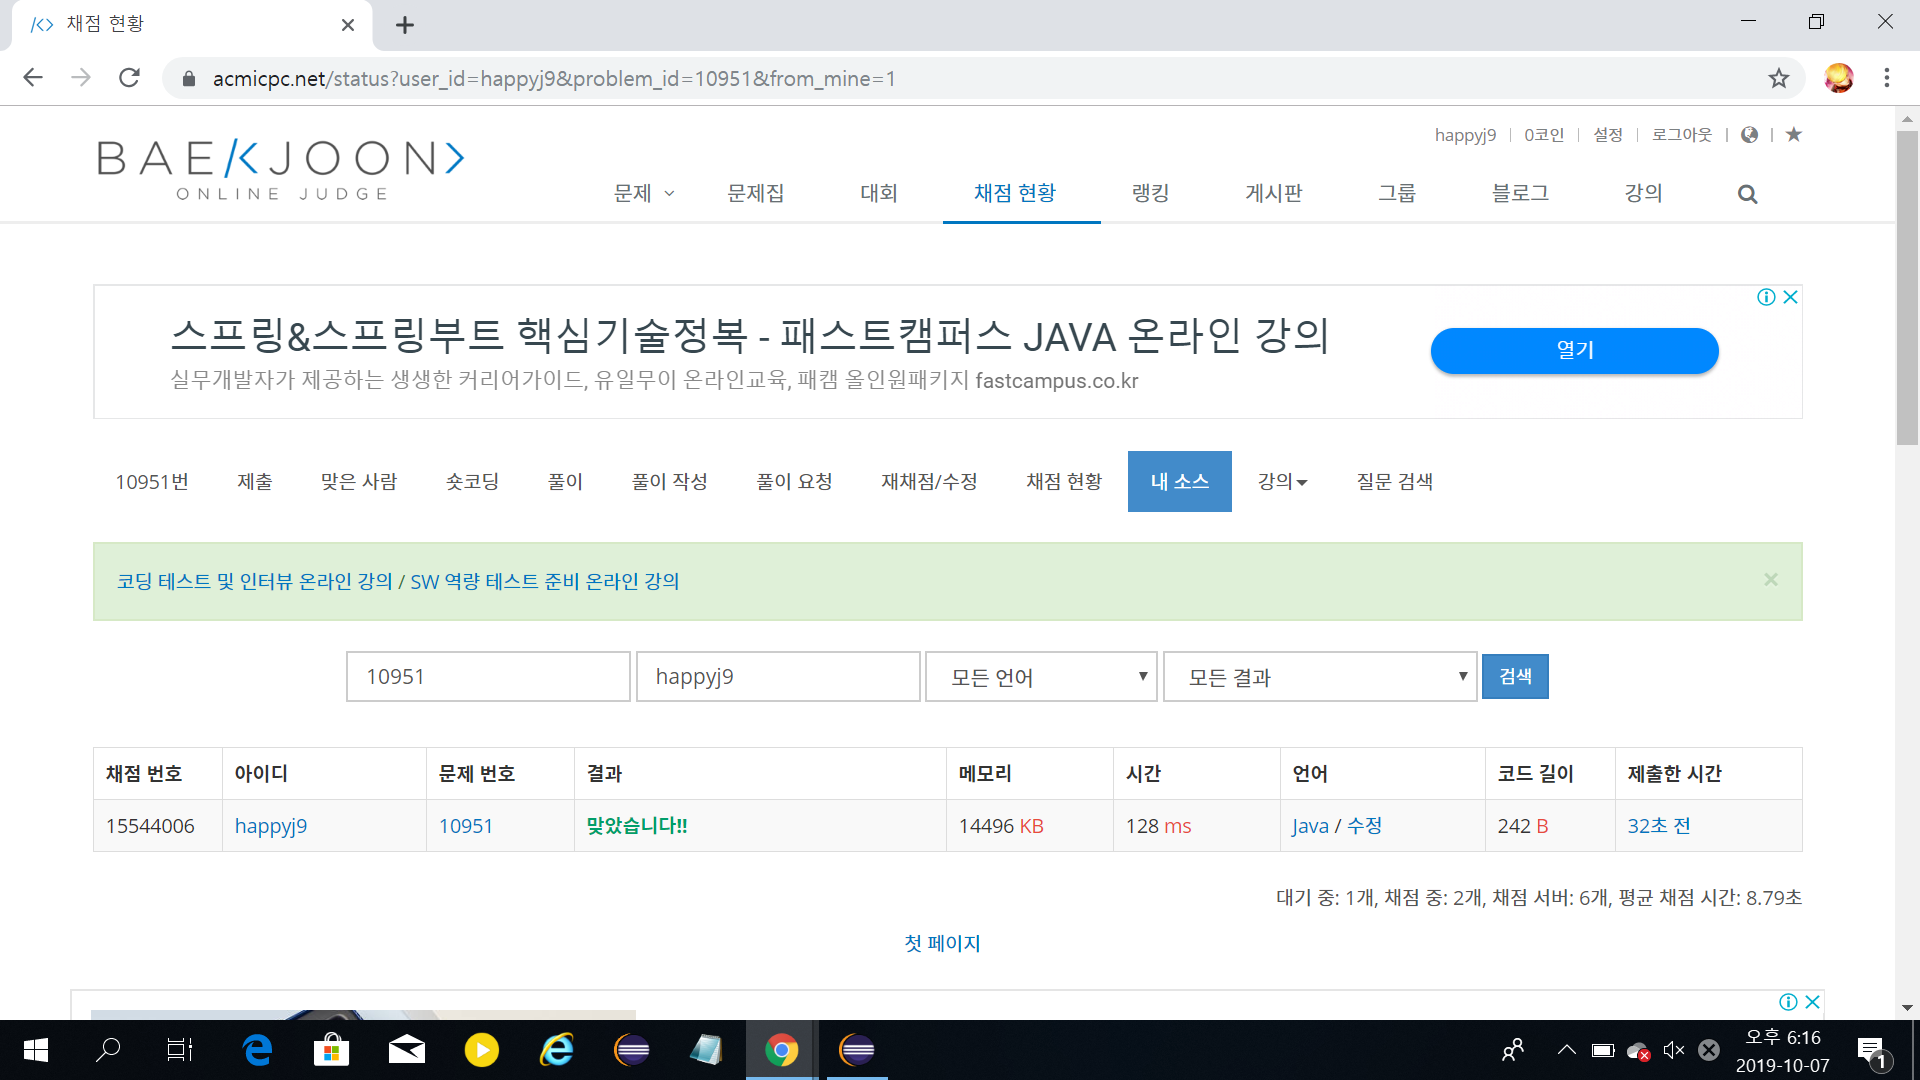 채점 현황
acmicpc.net/status?user_id=happyj9&problem_id=10951&from_mine=1
happyj9 | 0코인 | 설정 | 로그아웃 | |
BAEKJOON>
ONLINE JUDGE
문제 문제집 대회 채점 현황 랭킹 게시판 그룹 블로그 강의
스프링&스프링부트 핵심기술정복 - 패스트캠퍼스 JAVA 온라인 강의
실무개발자가 제공하는 생생한 커리어가이드, 유일무이 온라인교육, 패캠 올인원패키지 fastcampus.co.kr
열기
10951번 제출 맞은 사람 숏코딩 풀이 풀이 작성 풀이 요청 재채점/수정 채점 현황 내 소스 강의 질문 검색
코딩 테스트 및 인터뷰 온라인 강의 / SW 역량 테스트 준비 온라인 강의
10951 happyj9 모든 언어 모든 결과 검색
채점 번호 아이디 문제 번호 결과 메모리 시간 언어 코드 길이 제출한 시간
15544006 happyj9 10951 맞았습니다!! 14496 KB 128 ms Java / 수정 242 B 32초 전
대기 중: 1개, 채점 중: 2개, 채점 서버: 6개, 평균 채점 시간: 8.79초
첫 페이지
오후 6:16
2019-10-07
1